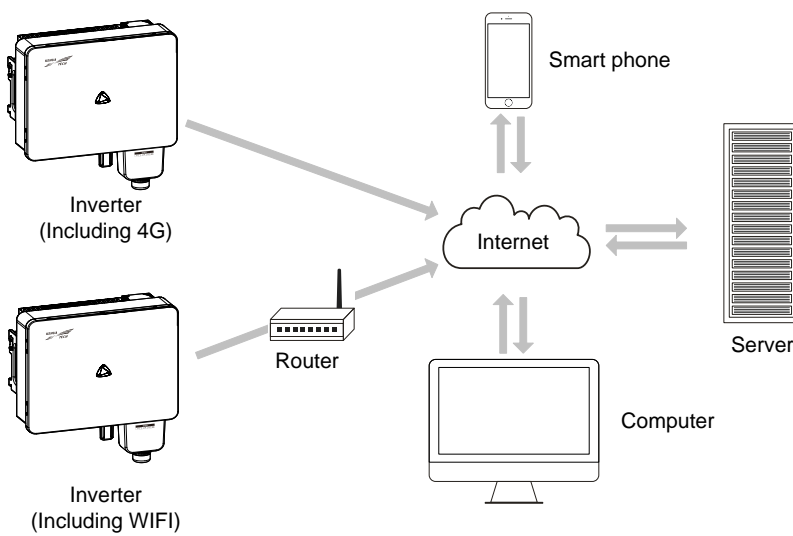 Smart phone
Inverter
(Including 4G)
Internet
Router
Server
Computer
Inverter
(Including WIFI)